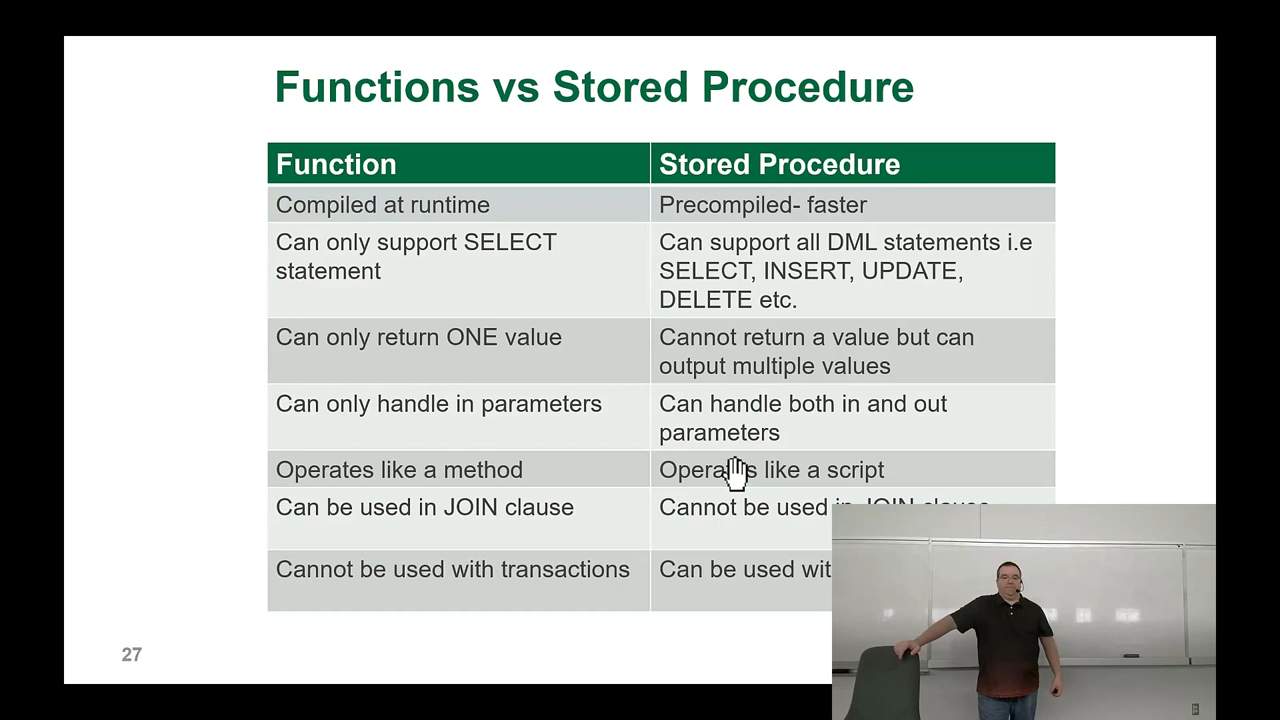 Functions vs Stored Procedure
Function
Stored Procedure
Compiled at runtime
Precompiled- faster
Can only support SELECT
statement
Can support all DML statements i.e
SELECT, INSERT, UPDATE,
DELETE etc.
Can only return ONE value
Cannot return a value but can
output multiple values
Can only handle in parameters
Can handle both in and out
parameters
Operates like a method
Operates like a script
Can be used in JOIN clause
Cannot be used in JOIN clause
Cannot be used with transactions
Can be used
27